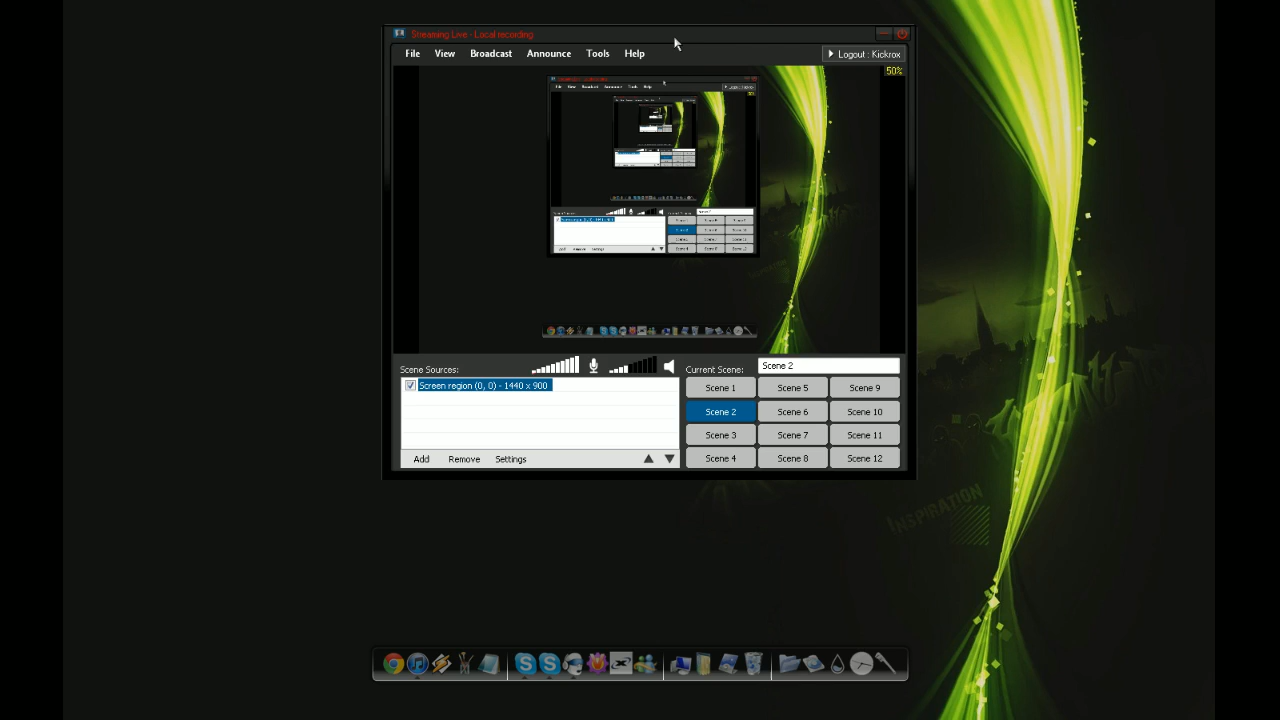 Streaming Live - Local recording
File View Broadcast Announce Tools Help Logout : Kickrox
50%
Scene Sources:
Screen region (0, 0) - 1440 x 900
Add Remove Settings
Current Scene: Scene 2
Scene 1 Scene 5 Scene 9
Scene 2 Scene 6 Scene 10
Scene 3 Scene 7 Scene 11
Scene 4 Scene 8 Scene 12
INSPIRATION